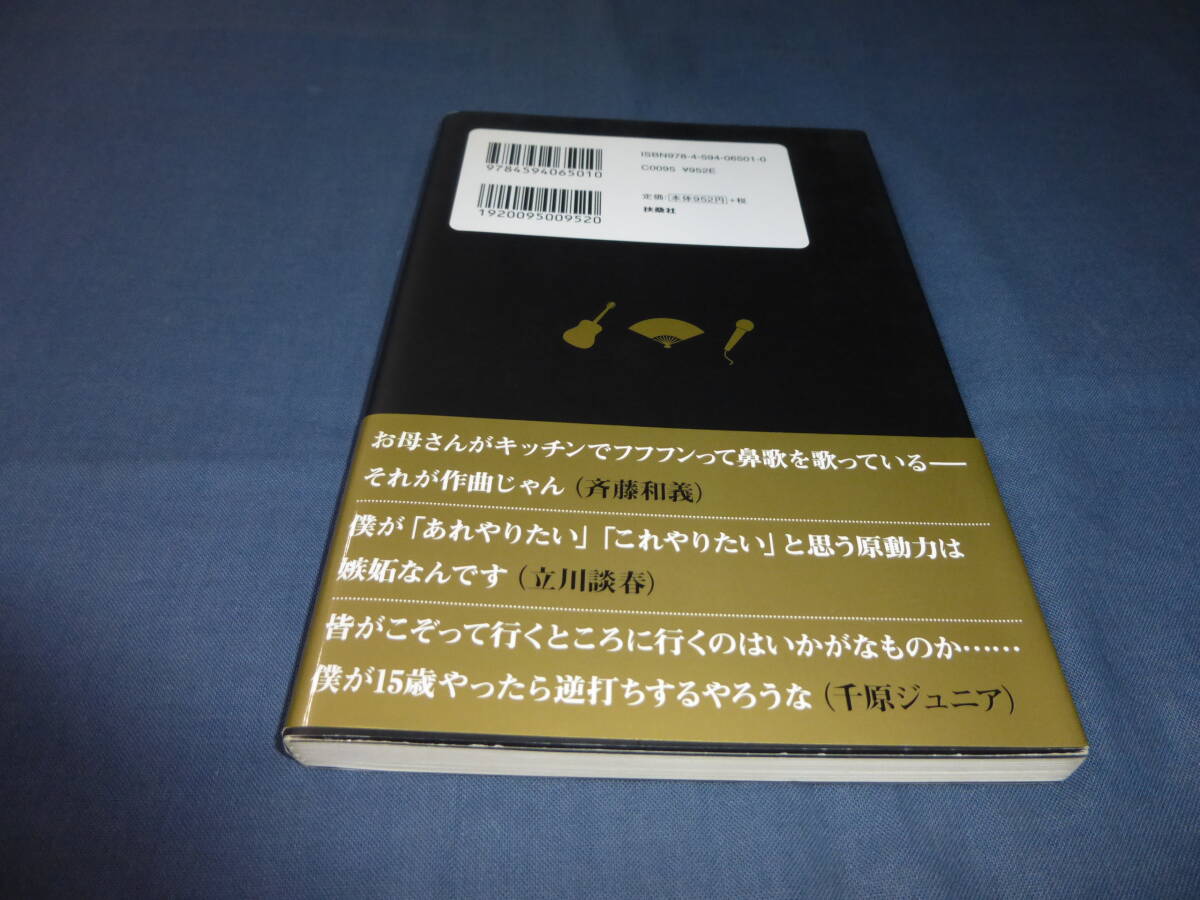 9784594065010
1920095009520
ISBN978-4-594-06501-0
C0095 ¥952E
定価:[本体952円]+税
扶桑社
お母さんがキッチンでフフフンって鼻歌を歌っている──
それが作曲じゃん（斉藤和義）
僕が「あれやりたい」「これやりたい」と思う原動力は
嫉妬なんです（立川談春）
皆がこぞって行くところに行くのはいかがなものか……
僕が15歳やったら逆打ちするやろうな（千原ジュニア）